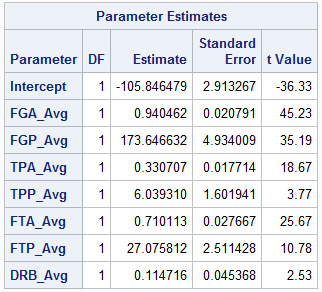 Parameter Estimates
Parameter DF Estimate Standard Error t Value
Intercept 1 -105.846479 2.913267 -36.33
FGA_Avg 1 0.940462 0.020791 45.23
FGP_Avg 1 173.646632 4.934009 35.19
TPA_Avg 1 0.330707 0.017714 18.67
TPP_Avg 1 6.039310 1.601941 3.77
FTA_Avg 1 0.710113 0.027667 25.67
FTP_Avg 1 27.075812 2.511428 10.78
DRB_Avg 1 0.114716 0.045368 2.53